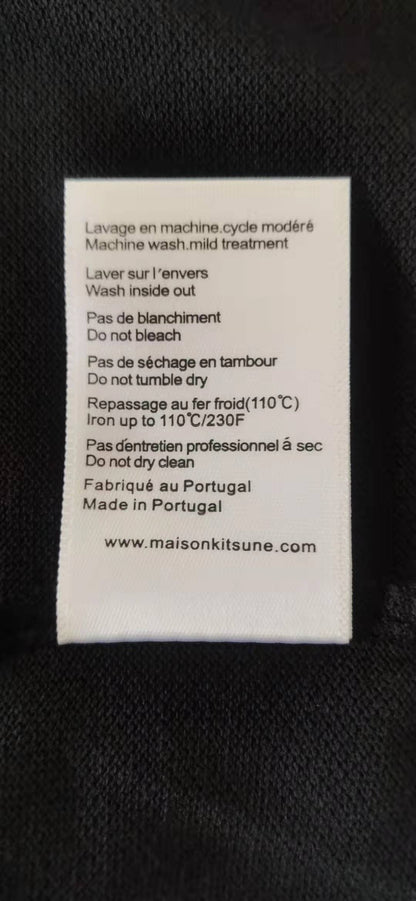 Lavage en machine.cycle modéré
Machine wash.mild treatment
Laver sur l'envers
Wash inside out
Pas de blanchiment
Do not bleach
Pas de séchage en tambour
Do not tumble dry
Repassage au fer froid(110℃)
Iron up to 110℃/230F
Pas d'entretien professionnel á sec
Do not dry clean
Fabriqué au Portugal
Made in Portugal
www.maisonkitsune.com